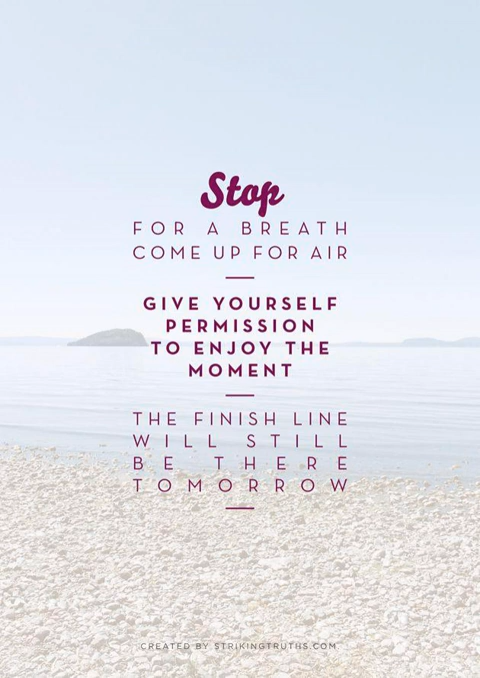 Stop
FOR A BREATH
COME UP FOR AIR
GIVE YOURSELF
PERMISSION
TO ENJOY THE
MOMENT
THE FINISH LINE
WILL STILL
BE THERE
TOMORROW
CREATED BY STRIKINGTRUTHS.COM